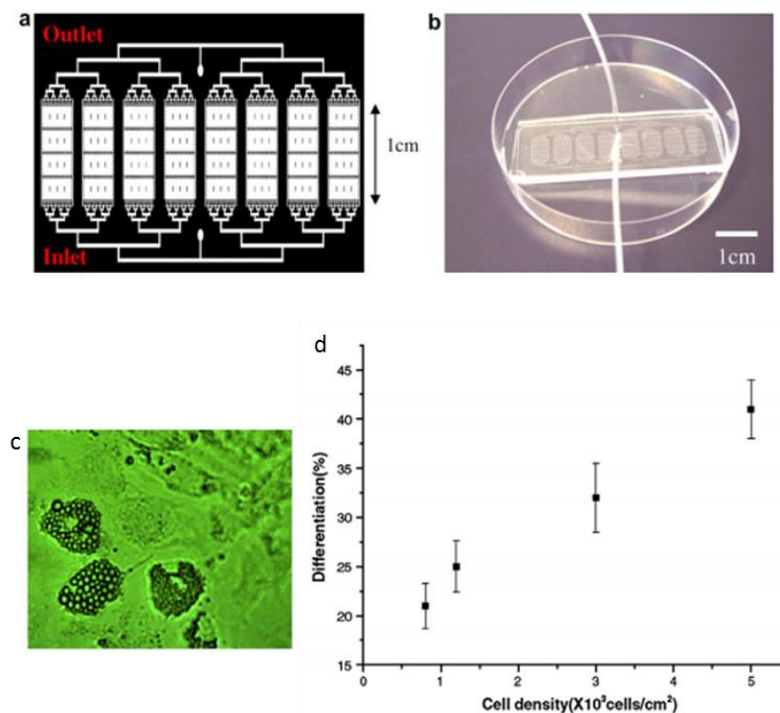 a
Outlet
1cm
Inlet
b
1cm
c
d
Differentiation(%)
45
40
35
30
25
20
15
0
1
2
3
4
5
Cell density(X10³cells/cm²)